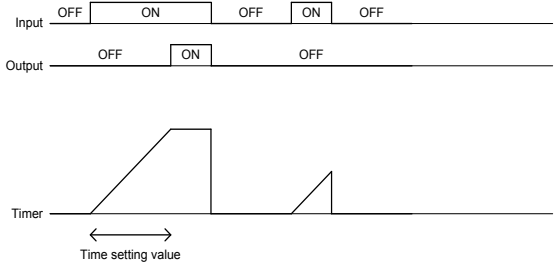 OFF ON OFF ON OFF
Input
OFF ON OFF
Output
Timer
Time setting value